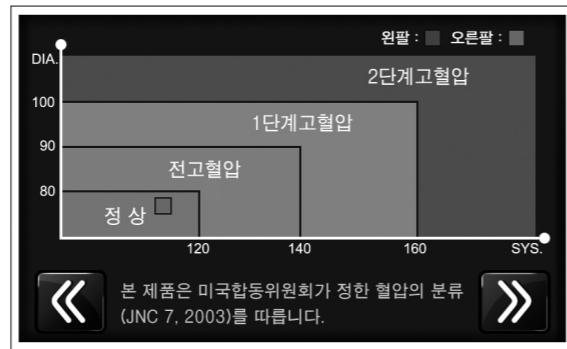 왼팔 : 오른팔 :
DIA.
2단계고혈압
100
1단계고혈압
90
전고혈압
80
정 상
120 140 160 SYS.
본 제품은 미국합동위원회가 정한 혈압의 분류
(JNC 7, 2003)를 따릅니다.